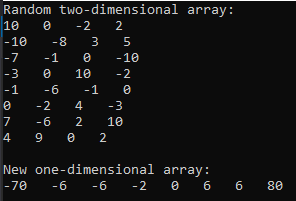 Random two-dimensional array:
10 0 -2 2
-10 -8 3 5
-7 -1 0 -10
-3 0 10 -2
-1 -6 -1 0
0 -2 4 -3
7 -6 2 10
4 9 0 2
New one-dimensional array:
-70 -6 -6 -2 0 6 6 80